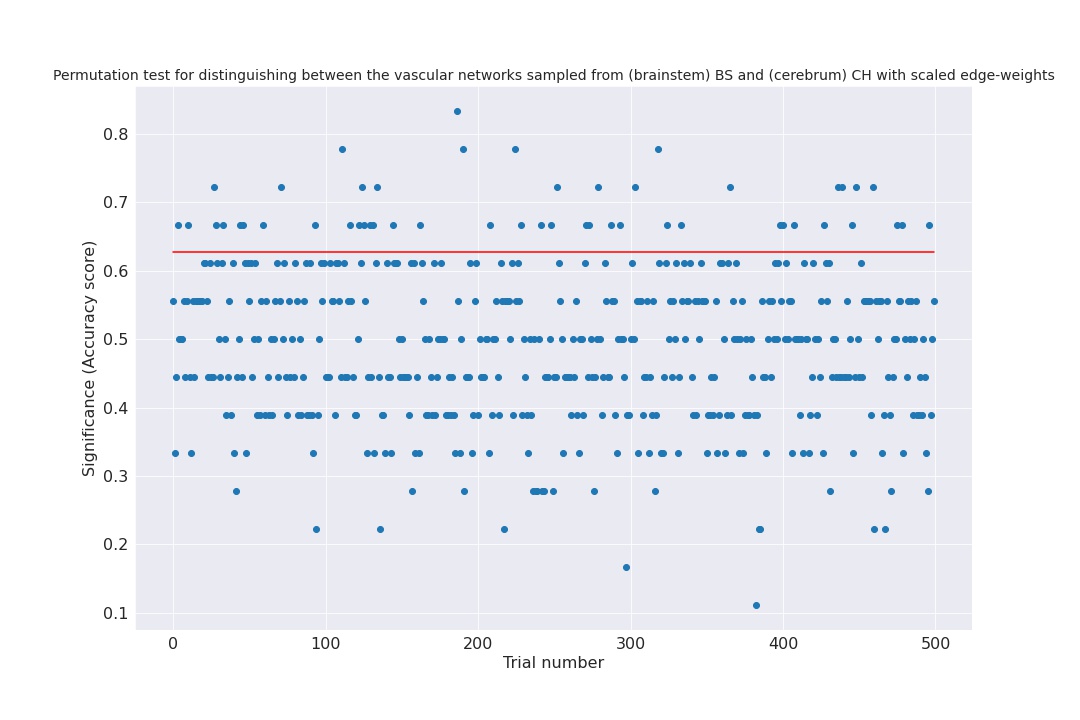 Permutation test for distinguishing between the vascular networks sampled from (brainstem) BS and (cerebrum) CH with scaled edge-weights
Significance (Accuracy score)
0.8
0.7
0.6
0.5
0.4
0.3
0.2
0.1
0 100 200 300 400 500
Trial number